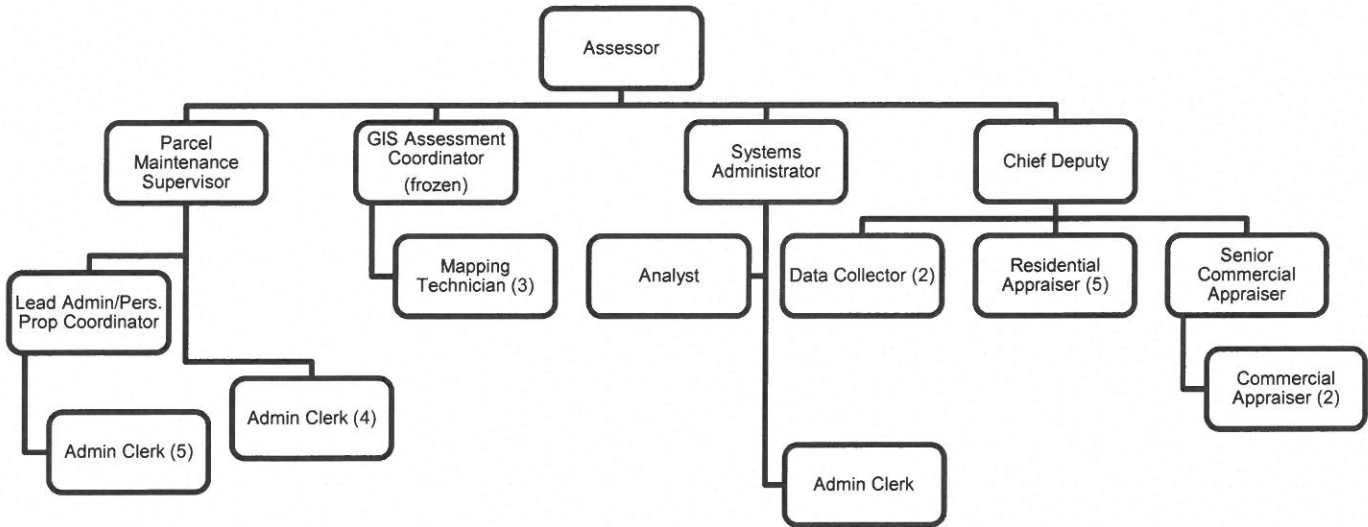 Assessor
Parcel
Maintenance
Supervisor
GIS Assessment
Coordinator
(frozen)
Systems
Administrator
Chief Deputy
Lead Admin/Pers.
Prop Coordinator
Mapping
Technician (3)
Analyst
Data Collector (2)
Residential
Appraiser (5)
Senior
Commercial
Appraiser
Admin Clerk (5)
Admin Clerk (4)
Admin Clerk
Commercial
Appraiser (2)